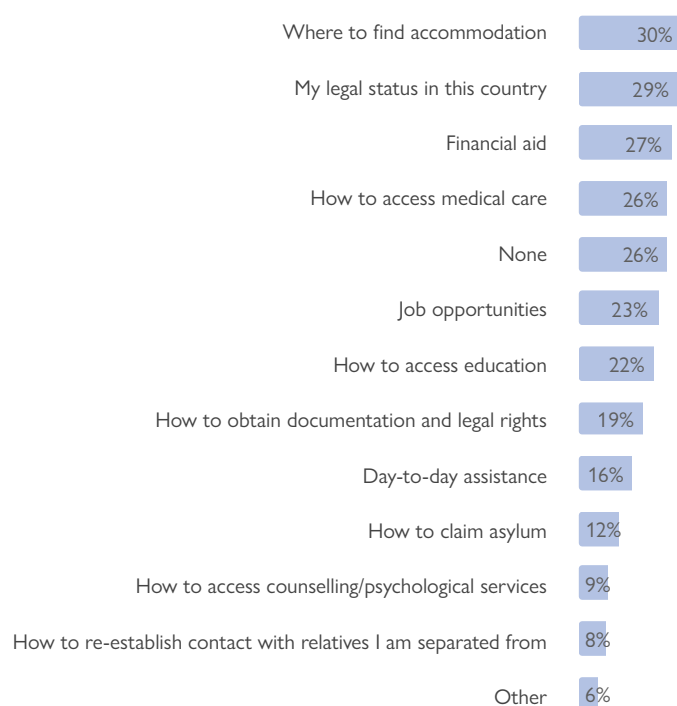 Where to find accommodation 30%
My legal status in this country 29%
Financial aid 27%
How to access medical care 26%
None 26%
Job opportunities 23%
How to access education 22%
How to obtain documentation and legal rights 19%
Day-to-day assistance 16%
How to claim asylum 12%
How to access counselling/psychological services 9%
How to re-establish contact with relatives I am separated from 8%
Other 6%